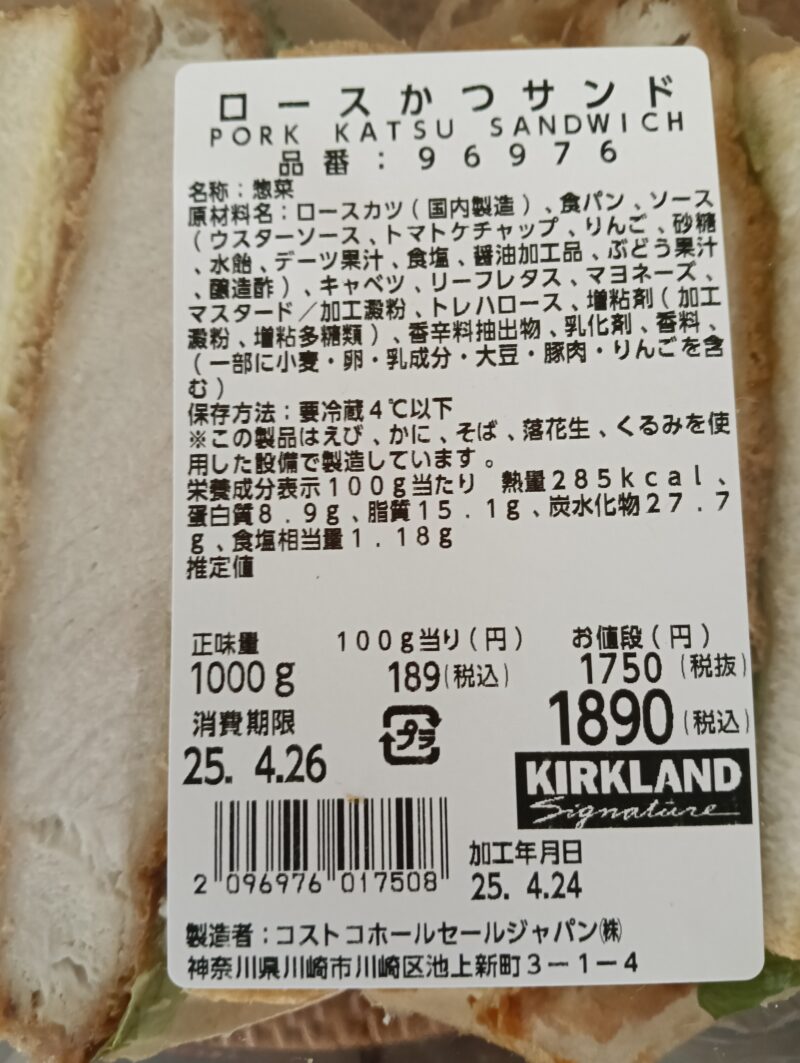 ロースかつサンド
PORK KATSU SANDWICH
品番：96976
名称：惣菜
原材料名：ロースカツ（国内製造）、食パン、ソース
（ウスターソース、トマトケチャップ、りんご、砂糖
、水飴、デーツ果汁、食塩、醤油加工品、ぶどう果汁
、醸造酢）、キャベツ、リーフレタス、マヨネーズ、
マスタード／加工澱粉、トレハロース、増粘剤（加工
澱粉、増粘多糖類）、香辛料抽出物、乳化剤、香料、
（一部に小麦・卵・乳成分・大豆・豚肉・りんごを含
む）
保存方法：要冷蔵4℃以下
※この製品はえび、かに、そば、落花生、くるみを使
用した設備で製造しています。
栄養成分表示100g当たり　熱量285kcal、
蛋白質8.9g、脂質15.1g、炭水化物27.7
g、食塩相当量1.18g
推定値
正味量　100g当り（円）　お値段（円）
1000g　189(税込)　1750（税抜）
1890（税込）
消費期限　プラ
25. 4.26
KIRKLAND
Signature
加工年月日
25. 4.24
2 096976 017508
製造者：コストコホールセールジャパン㈱
神奈川県川崎市川崎区池上新町3－1－4